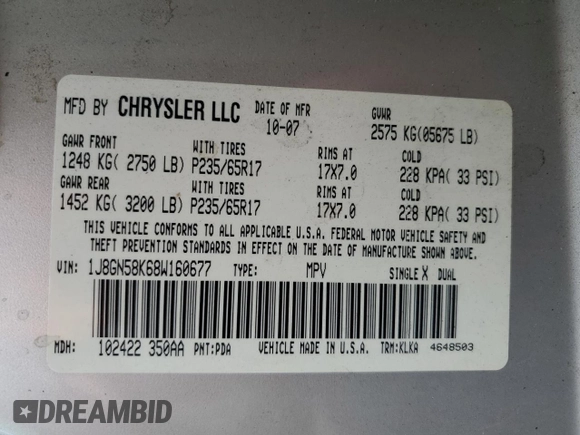 MFD BY CHRYSLER LLC DATE OF MFR GVWR
10-07 2575 KG(05675 LB)
GAWR FRONT WITH TIRES RIMS AT COLD
1248 KG( 2750 LB) P235/65R17 17X7.0 228 KPA( 33 PSI)
GAWR REAR WITH TIRES RIMS AT COLD
1452 KG( 3200 LB) P235/65R17 17X7.0 228 KPA( 33 PSI)
THIS VEHICLE CONFORMS TO ALL APPLICABLE U.S.A. FEDERAL MOTOR VEHICLE SAFETY AND
THEFT PREVENTION STANDARDS IN EFFECT ON THE DATE OF MANUFACTURE SHOWN ABOVE.
VIN: 1J8GN58K68W160677 TYPE: MPV SINGLE X DUAL
MDH: 102422 350AA PNT:PDA VEHICLE MADE IN U.S.A. TRM:KLKA 4648503
DREAMBID